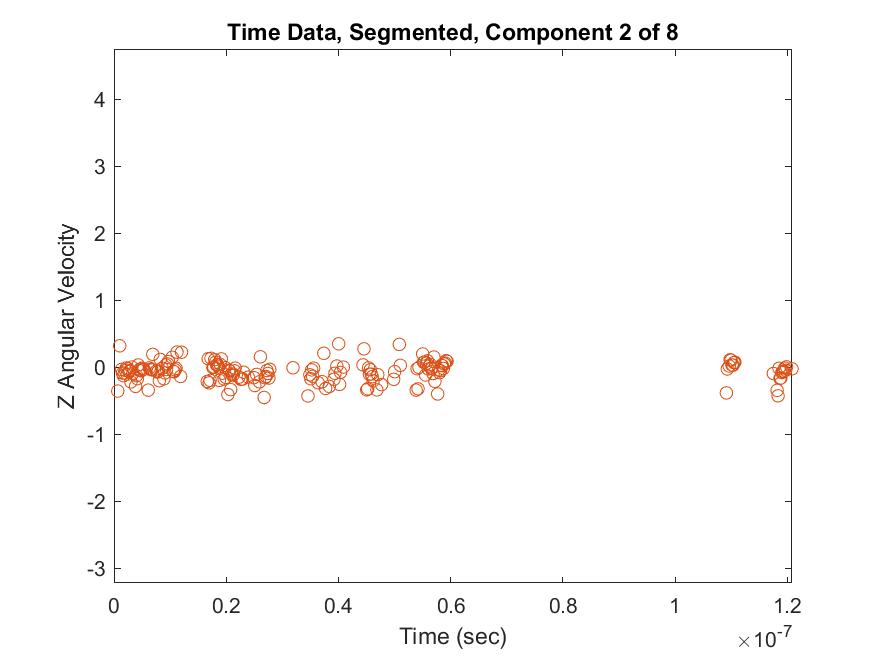 Time Data, Segmented, Component 2 of 8
4
3
2
1
0
-1
-2
-3
Z Angular Velocity
0 0.2 0.4 0.6 0.8 1 1.2
Time (sec)
×10-7